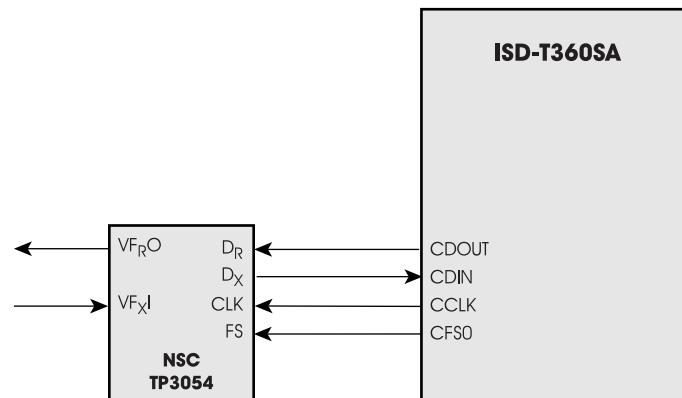 ISD-T360SA
VFRO DR CDOUT
DX CDIN
VFXI CLK CCLK
FS CFS0
NSC
TP3054